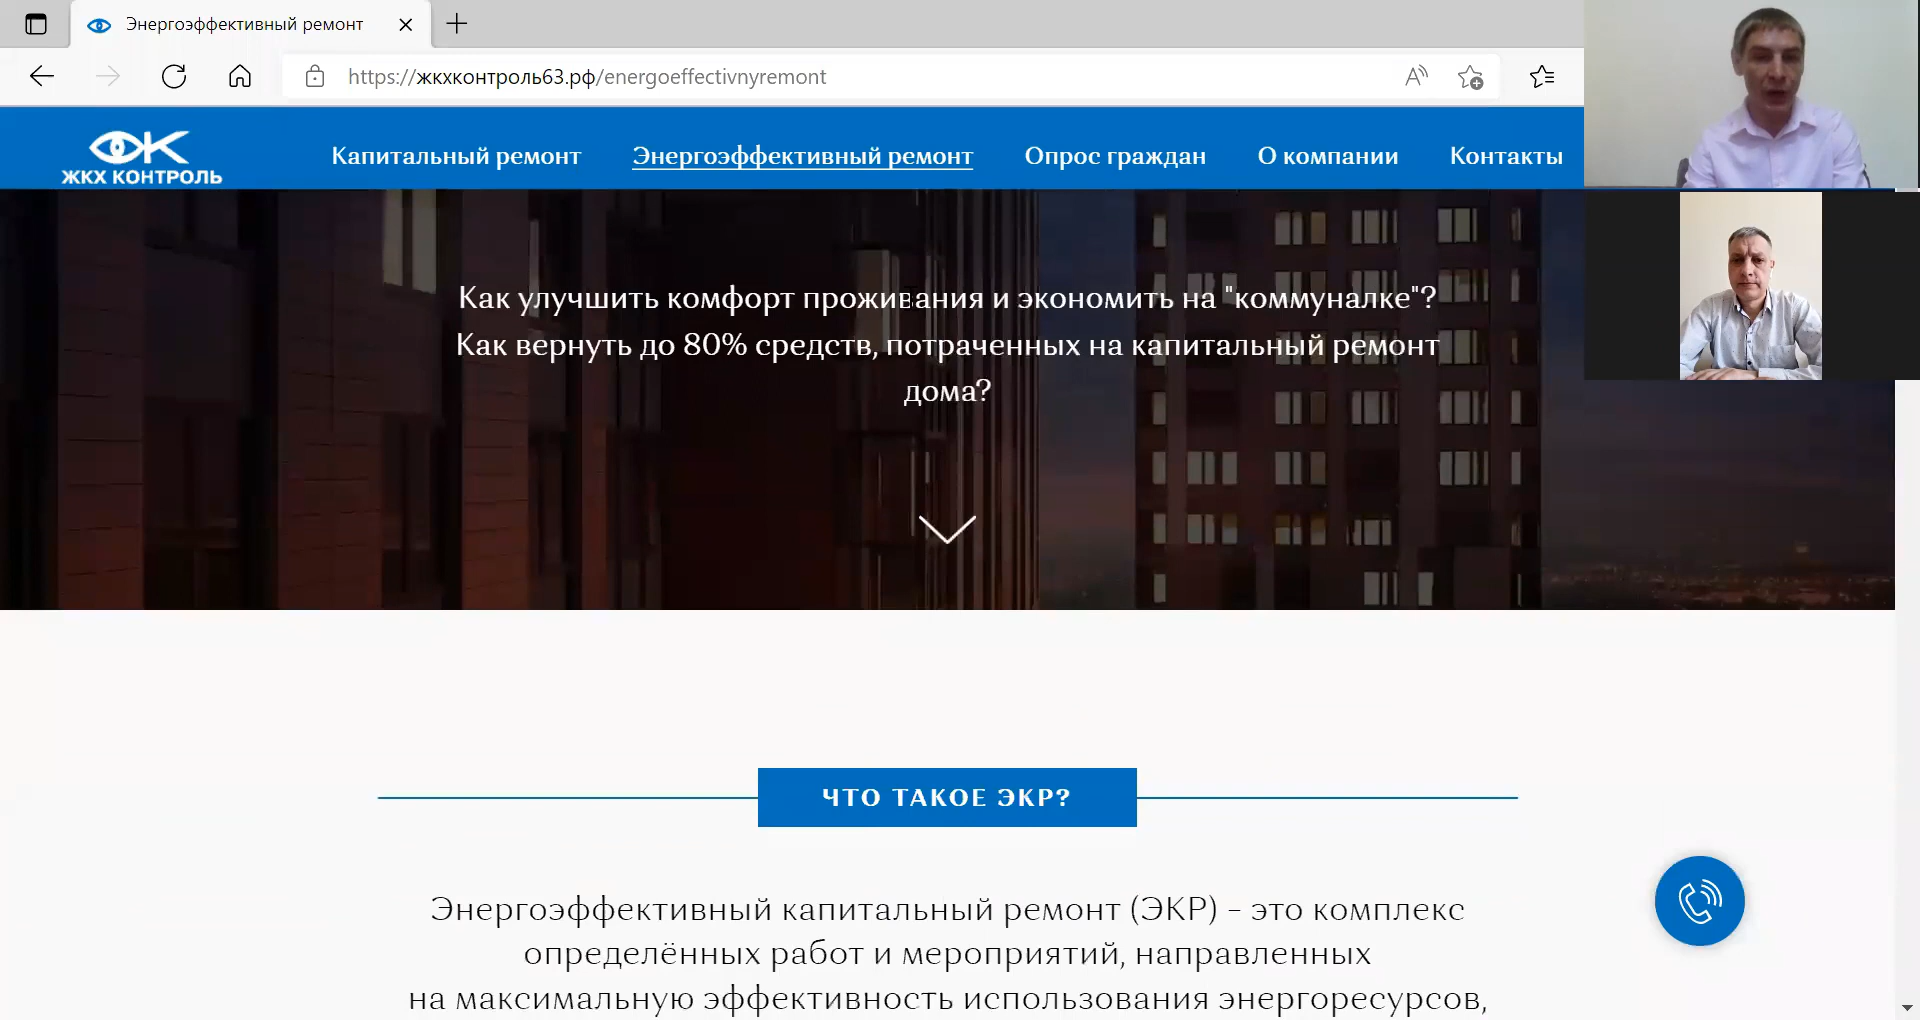 Энергоэффективный ремонт
https://жкхконтроль63.рф/energoeffectivnyremont
ЖКХ КОНТРОЛЬ
Капитальный ремонт
Энергоэффективный ремонт
Опрос граждан
О компании
Контакты
Как улучшить комфорт проживания и экономить на "коммуналке"?
Как вернуть до 80% средств, потраченных на капитальный ремонт
дома?
ЧТО ТАКОЕ ЭКР?
Энергоэффективный капитальный ремонт (ЭКР) – это комплекс
определённых работ и мероприятий, направленных
на максимальную эффективность использования энергоресурсов,